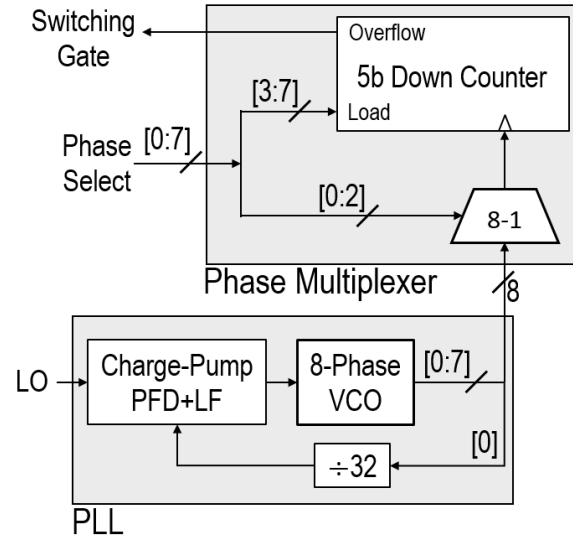 Switching
Gate
Overflow
5b Down Counter
Load
[3:7]
Phase
Select
[0:7]
[0:2]
8-1
Phase Multiplexer
8
LO
Charge-Pump
PFD+LF
8-Phase
VCO
[0:7]
[0]
÷32
PLL